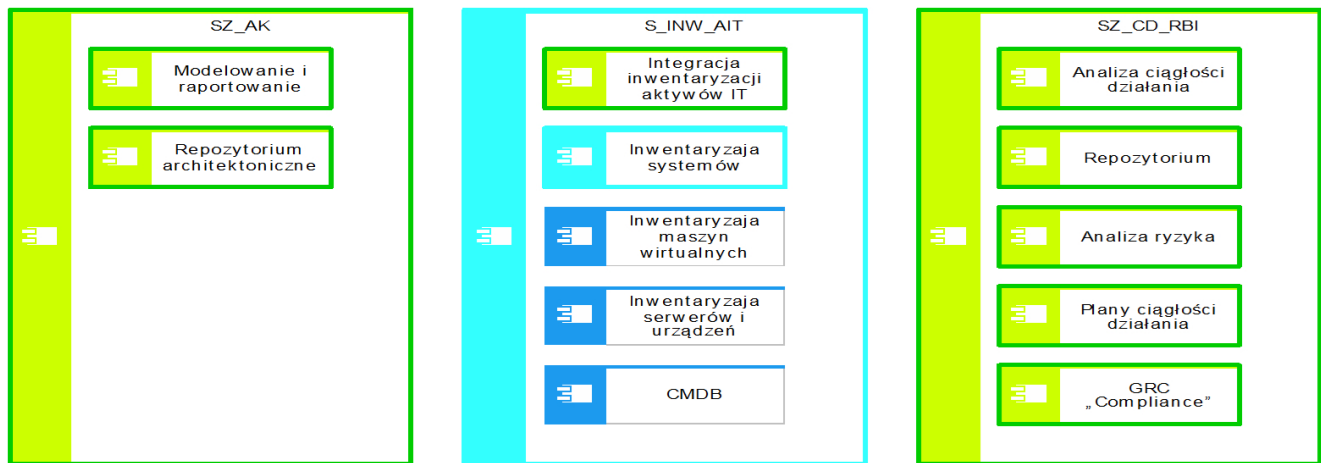 SZ_AK
Modelowanie i
raportowanie
Repozytorium
architektoniczne
S_INW_AIT
Integracja
inwentaryzacji
aktywów IT
Inwentaryzaja
systemów
Inwentaryzaja
maszyn
wirtualnych
Inwentaryzaja
serwerów i
urządzeń
CMDB
SZ_CD_RBI
Analiza ciągłości
działania
Repozytorium
Analiza ryzyka
Plany ciągłości
działania
GRC
„Compliance”